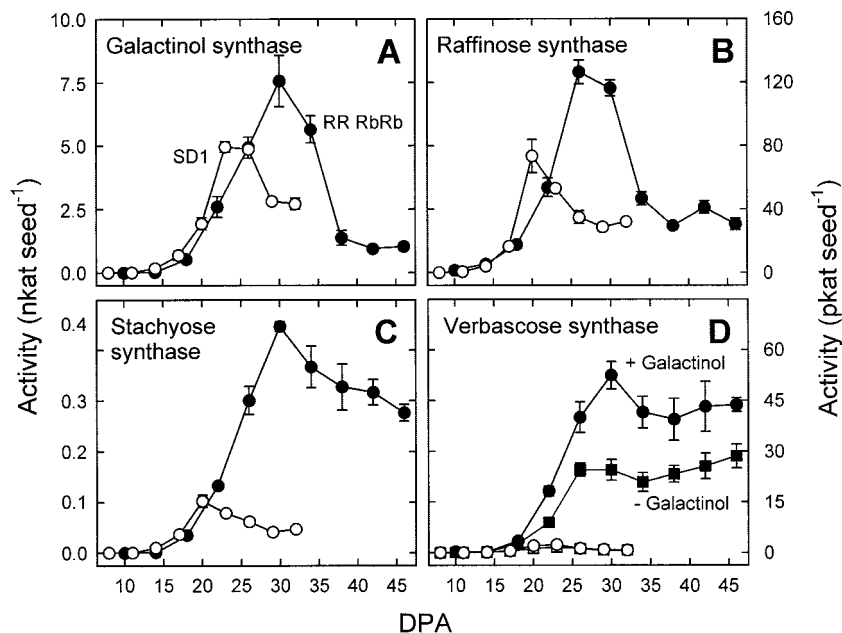 Galactinol synthase
A
10.0
7.5
5.0
2.5
0.0
SD1
RR RbRb
Raffinose synthase
B
160
120
80
40
0
Activity (nkat seed⁻¹)
Activity (pkat seed⁻¹)
Stachyose
synthase
C
0.4
0.3
0.1
0.0
Verbascose synthase
D
+ Galactinol
- Galactinol
60
45
30
15
0
10 15 20 25 30 35 40 45
10 15 20 25 30 35 40 45
DPA